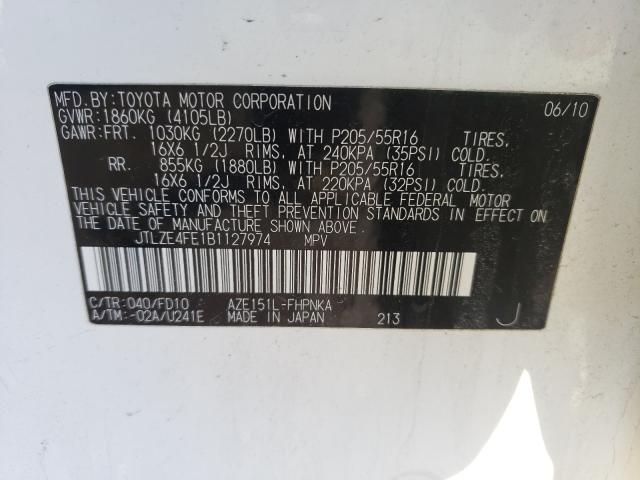 MFD.BY:TOYOTA MOTOR CORPORATION 06/10
GVWR:1860KG (4105LB)
GAWR:FRT. 1030KG (2270LB) WITH P205/55R16 TIRES,
16X6 1/2J RIMS, AT 240KPA (35PSI) COLD.
RR. 855KG (1880LB) WITH P205/55R16 TIRES,
16X6 1/2J RIMS, AT 220KPA (32PSI) COLD.
THIS VEHICLE CONFORMS TO ALL APPLICABLE FEDERAL MOTOR
VEHICLE SAFETY AND THEFT PREVENTION STANDARDS IN EFFECT ON
THE DATE OF MANUFACTURE SHOWN ABOVE.
JTLZE4FE1B1127974 MPV
C/TR:040/FD10 AZE151L-FHPNKA
A/TM:-02A/U241E MADE IN JAPAN 213 J